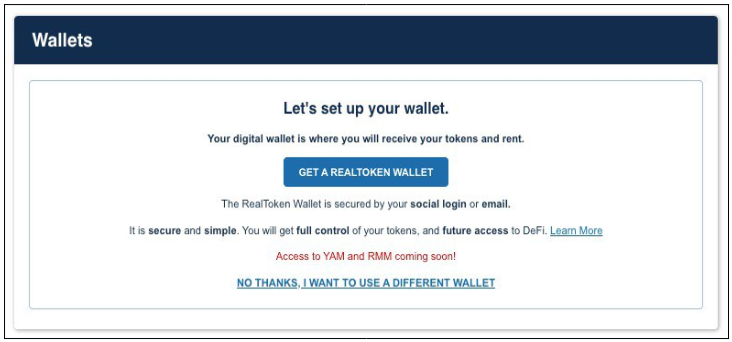 Wallets
Let's set up your wallet.
Your digital wallet is where you will receive your tokens and rent.
GET A REALTOKEN WALLET
The RealToken Wallet is secured by your social login or email.
It is secure and simple. You will get full control of your tokens, and future access to DeFi. Learn More
Access to YAM and RMM coming soon!
NO THANKS, I WANT TO USE A DIFFERENT WALLET